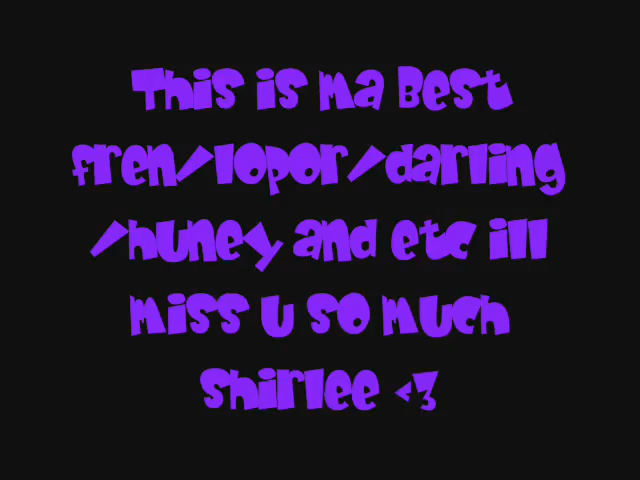 This is ma Best
fren/lopor/darling
/huney and etc ill
miss u so much
Shirlee <3